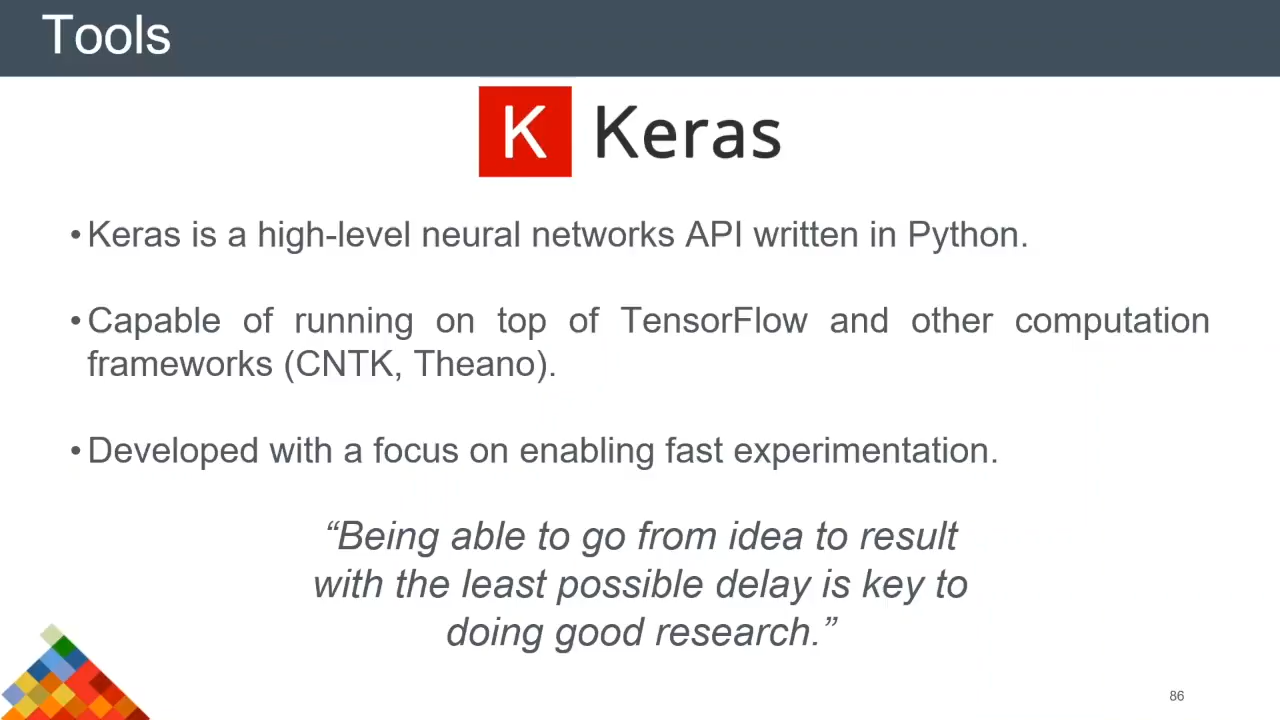 Tools
K Keras
•Keras is a high-level neural networks API written in Python.
•Capable of running on top of TensorFlow and other computation
frameworks (CNTK, Theano).
•Developed with a focus on enabling fast experimentation.
“Being able to go from idea to result
with the least possible delay is key to
doing good research.”
86